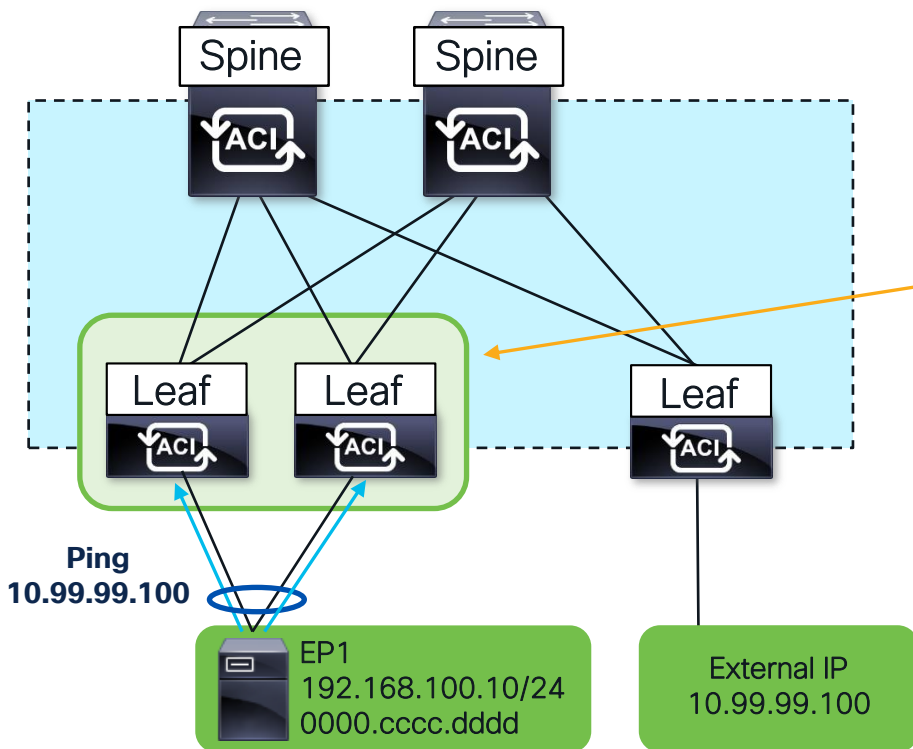 Spine
Spine
ACI
ACI
Leaf
Leaf
Leaf
ACI
ACI
ACI
Ping
10.99.99.100
EP1
192.168.100.10/24
0000.cccc.dddd
External IP
10.99.99.100